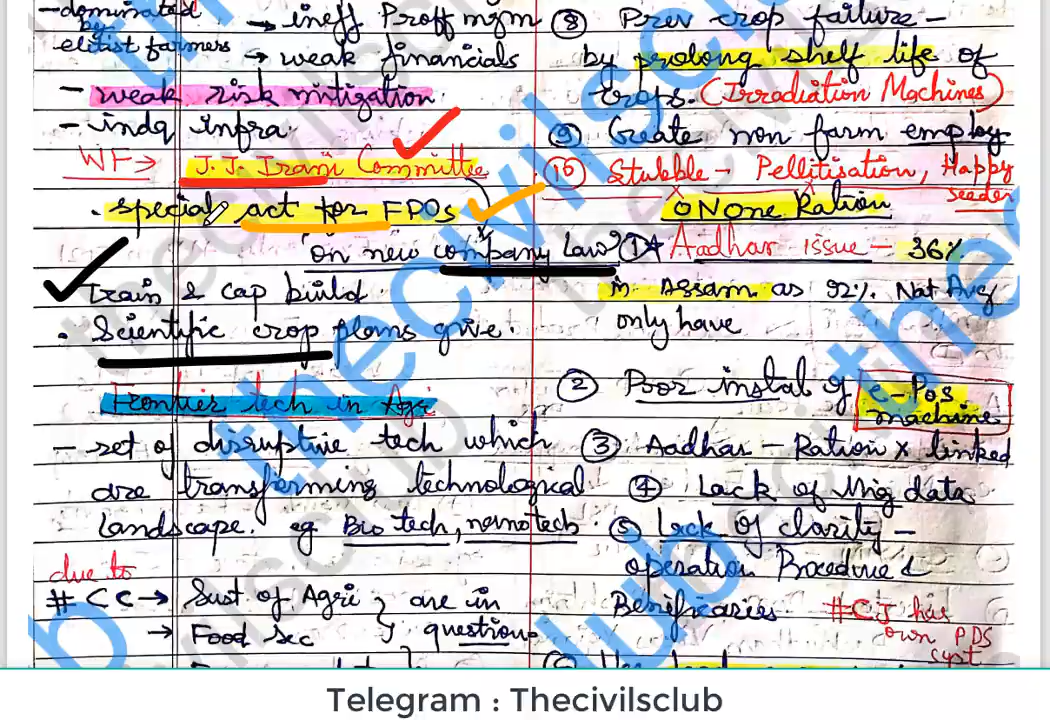 -dominated
by
elitist farmers
→ ineff Proff mgm
→ weak financials
- weak risk mitigation
- indq infra.
WF→ J.J. Irani Committee
. special act for FPOs
on new company law
train & cap build
. Scientific crop plans give.
Frontier tech in Agri
- set of disruptive tech which
are transferming technological
landscape. eg Bio tech, nanotech.
due to
# CC→ Sust of Agri } are in
→ Food sec } question
⑧ Prev crop failure -
by prolong shelf life of
crops. (Irradiation Machines)
⑨ Create non farm employ
⑩ Stubble - Pelletisation, Happy
seeder
ONOne Ration
① Aadhar issue - 36%
in Assam as 92% Nat Avg
only have
② Poor instal of e-Pos
machine
③ Aadhar - Ration x linked
④ Lack of Mig data
⑤ Lack of clarity -
operation Procedure &
Benificaries
#CJ has
own PDS
syst
thecivilsclub
Telegram : Thecivilsclub